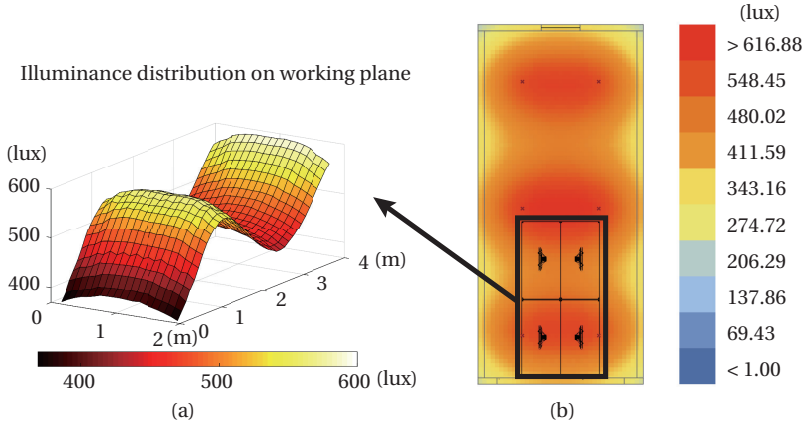 Illuminance distribution on working plane
(lux)
600
500
400
0
1
2 (m)
0
1
2
3
4 (m)
400
500
600
(lux)
(a)
(b)
(lux)
> 616.88
548.45
480.02
411.59
343.16
274.72
206.29
137.86
69.43
< 1.00